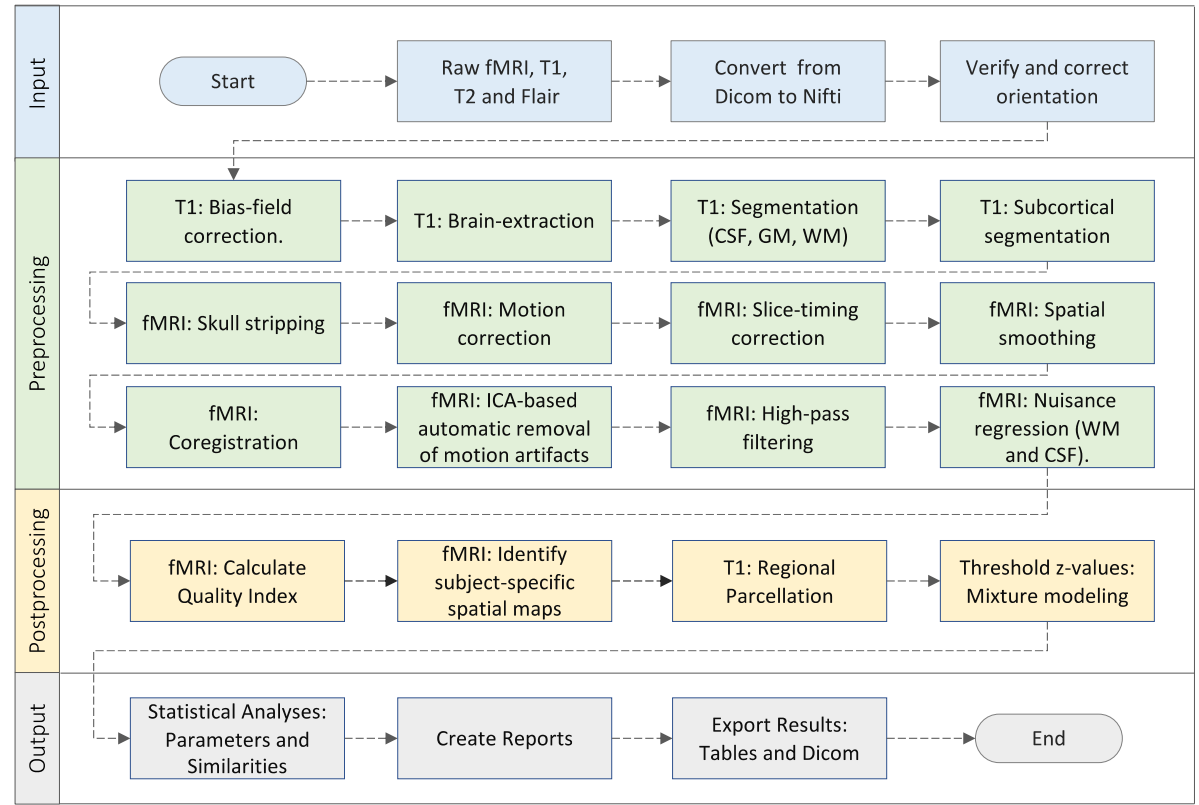 Input
Start
Raw fMRI, T1,
T2 and Flair
Convert from
Dicom to Nifti
Verify and correct
orientation
Preprocessing
T1: Bias-field
correction.
T1: Brain-extraction
T1: Segmentation
(CSF, GM, WM)
T1: Subcortical
segmentation
fMRI: Skull stripping
fMRI: Motion
correction
fMRI: Slice-timing
correction
fMRI: Spatial
smoothing
fMRI:
Coregistration
fMRI: ICA-based
automatic removal
of motion artifacts
fMRI: High-pass
filtering
fMRI: Nuisance
regression (WM
and CSF).
Postprocessing
fMRI: Calculate
Quality Index
fMRI: Identify
subject-specific
spatial maps
T1: Regional
Parcellation
Threshold z-values:
Mixture modeling
Output
Statistical Analyses:
Parameters and
Similarities
Create Reports
Export Results:
Tables and Dicom
End